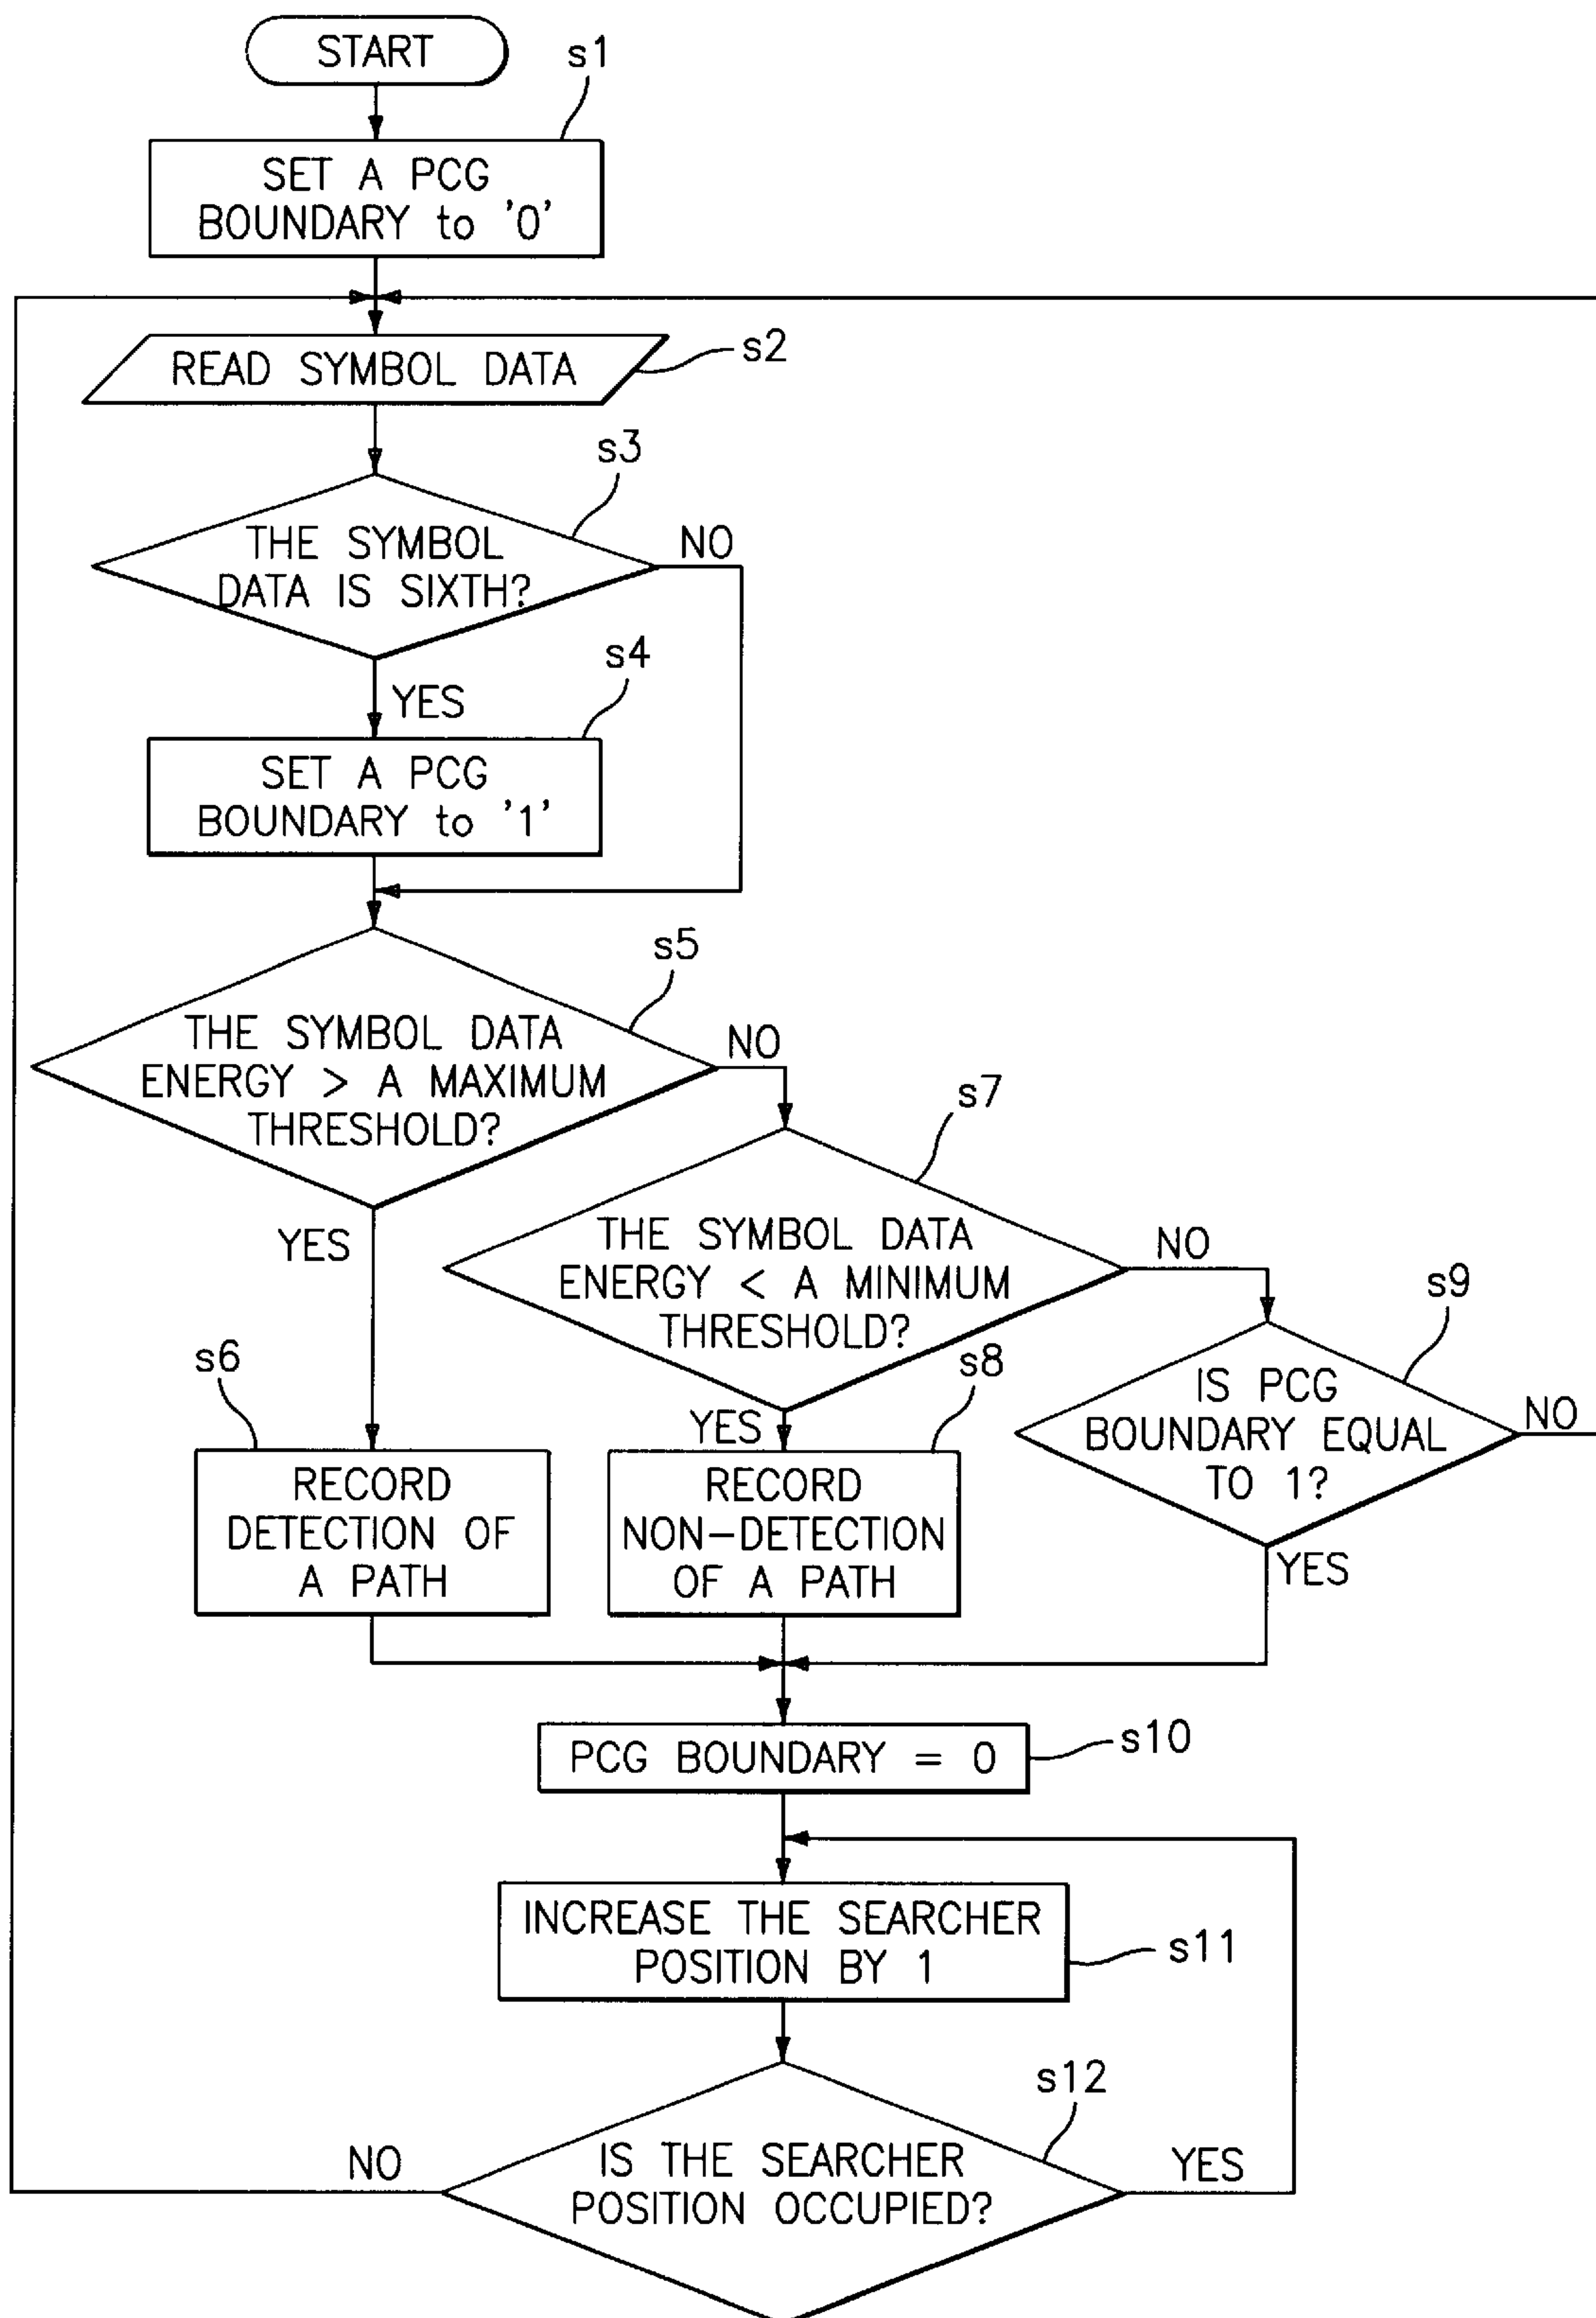 START
s1
SET A PCG
BOUNDARY to '0'
READ SYMBOL DATA
s2
s3
THE SYMBOL
DATA IS SIXTH?
NO
YES
s4
SET A PCG
BOUNDARY to '1'
s5
THE SYMBOL DATA
ENERGY > A MAXIMUM
THRESHOLD?
NO
YES
s7
THE SYMBOL DATA
ENERGY < A MINIMUM
THRESHOLD?
NO
YES
s9
IS PCG
BOUNDARY EQUAL
TO 1?
NO
YES
s6
RECORD
DETECTION OF
A PATH
s8
RECORD
NON-DETECTION
OF A PATH
PCG BOUNDARY = 0
s10
INCREASE THE SEARCHER
POSITION BY 1
s11
s12
IS THE SEARCHER
POSITION OCCUPIED?
NO
YES